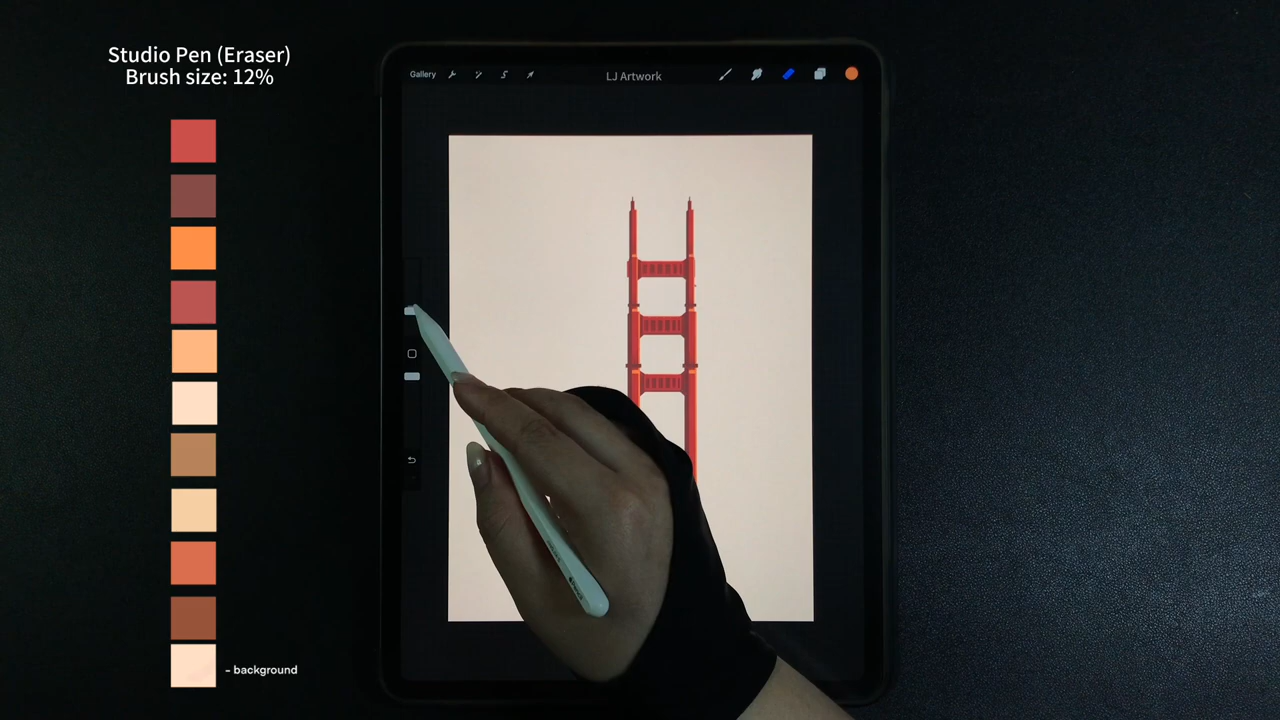 Studio Pen (Eraser)
Brush size: 12%
Gallery
LJ Artwork
- background